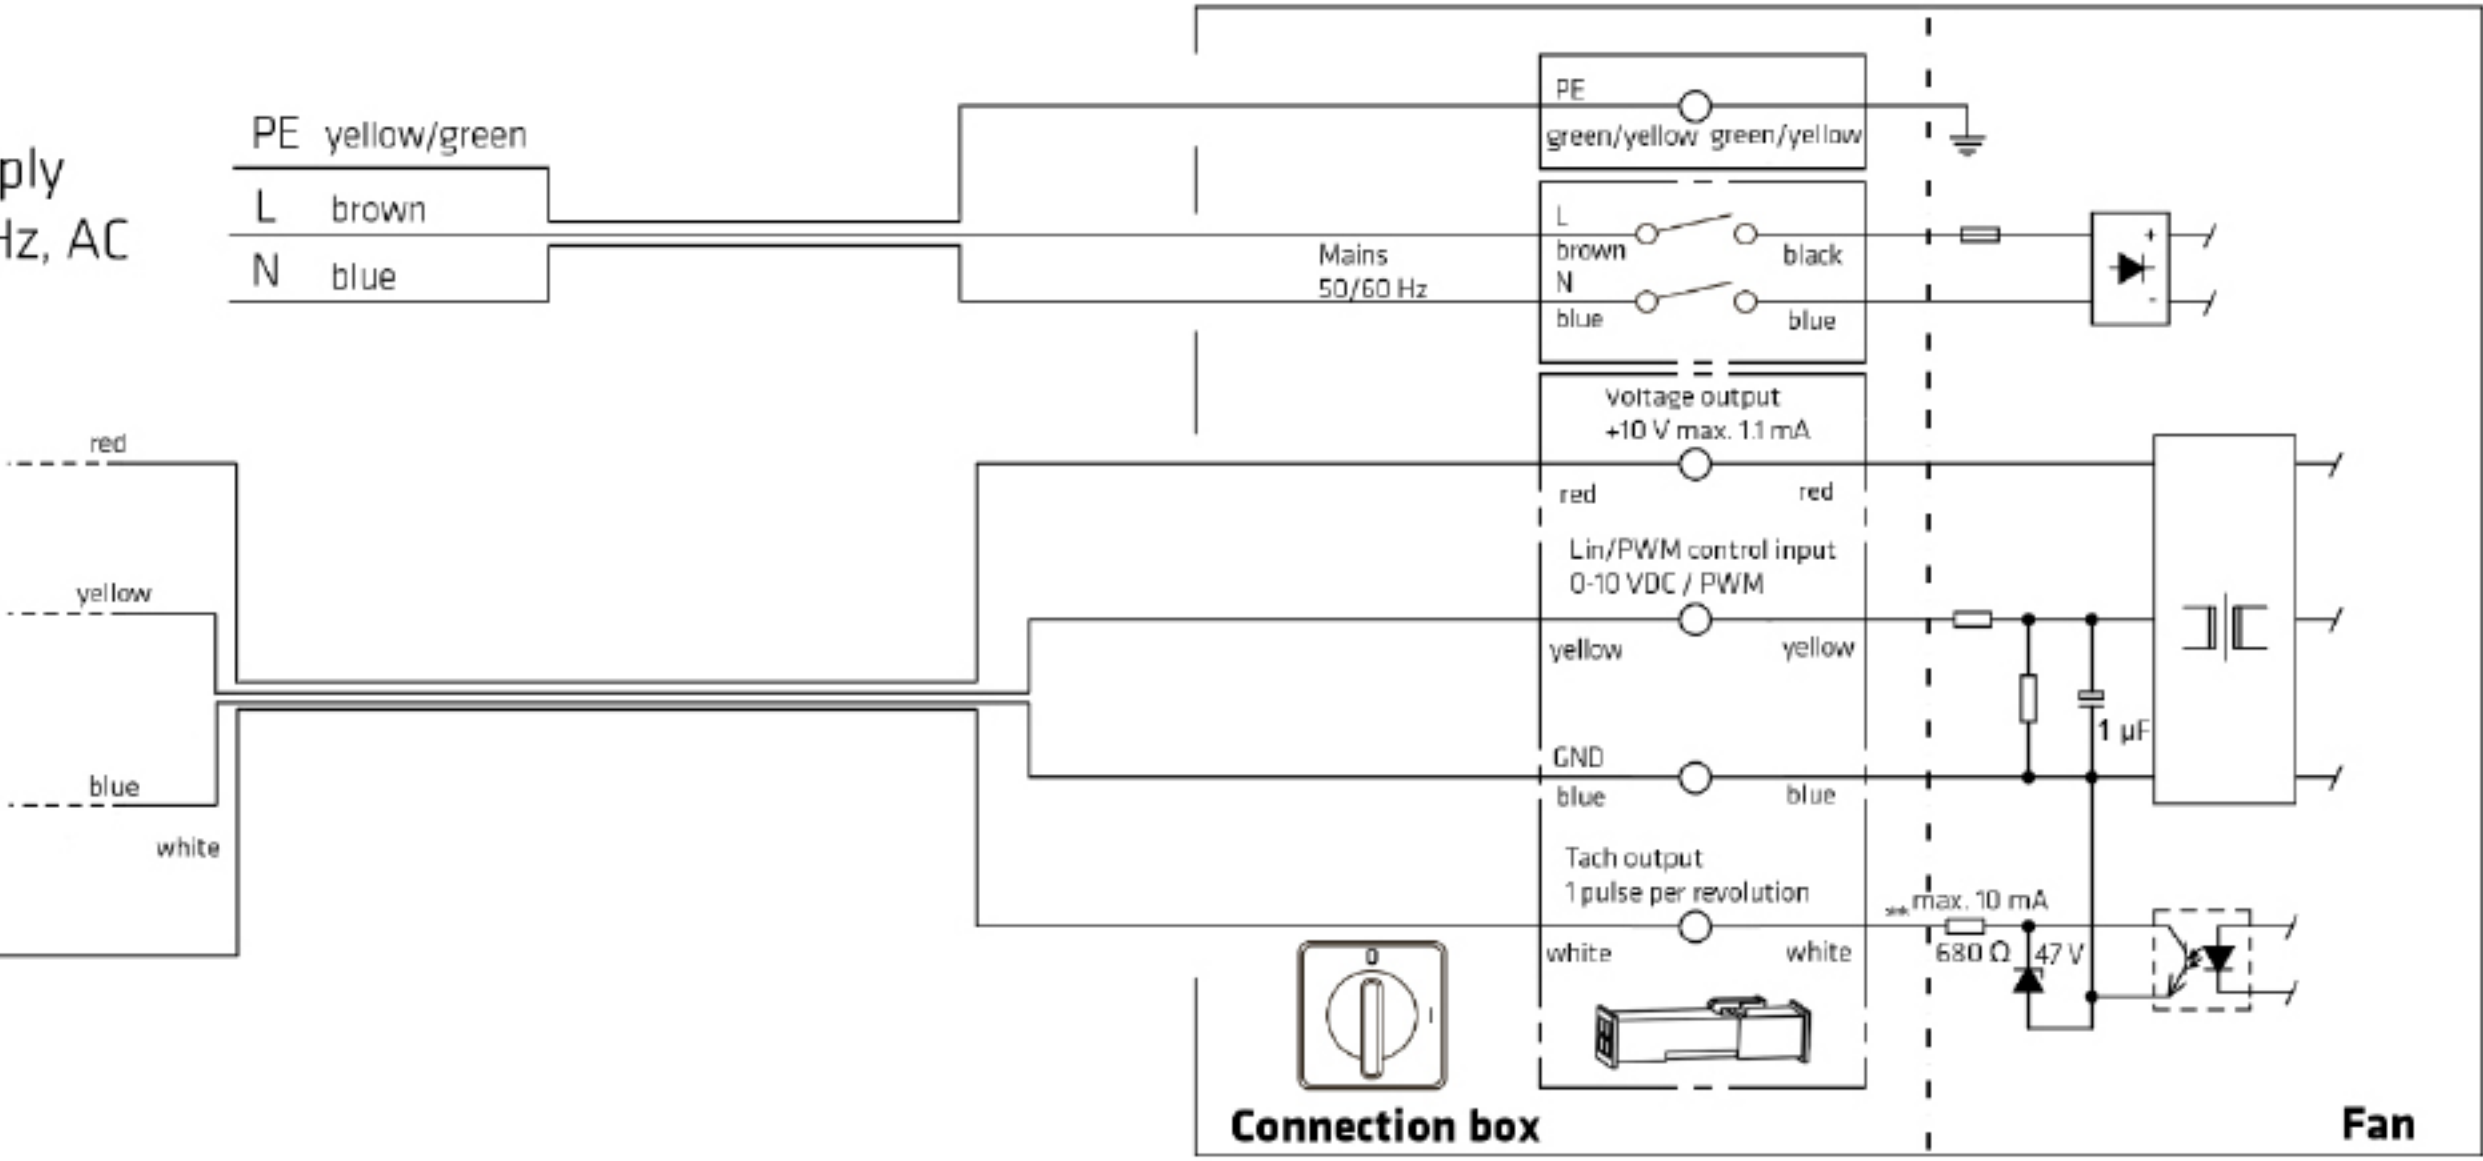 ply
Hz, AC
PE yellow/green
L brown
N blue
Mains
50/60 Hz
PE
green/yellow green/yellow
L
brown black
N
blue blue
Voltage output
+10 V max. 1.1 mA
red
red red
Lin/PWM control input
0-10 VDC / PWM
yellow
yellow yellow
1 µF
GND
blue
blue blue
white
Tach output
1 pulse per revolution
sink max. 10 mA
white white
680 Ω 47 V
+
-
0
I
Connection box
Fan